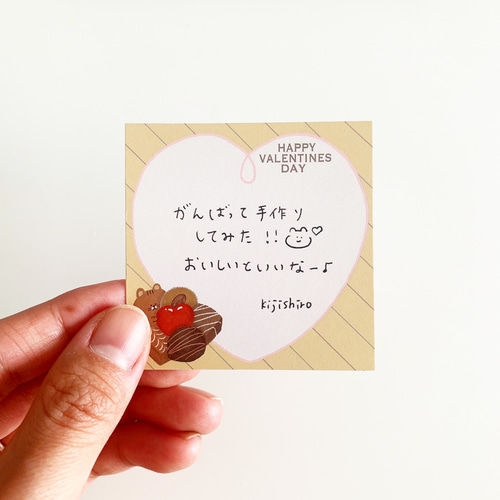 HAPPY
VALENTINES
DAY
がんばって手作り
してみた!!
おいしいといいなー♪
kijishiro